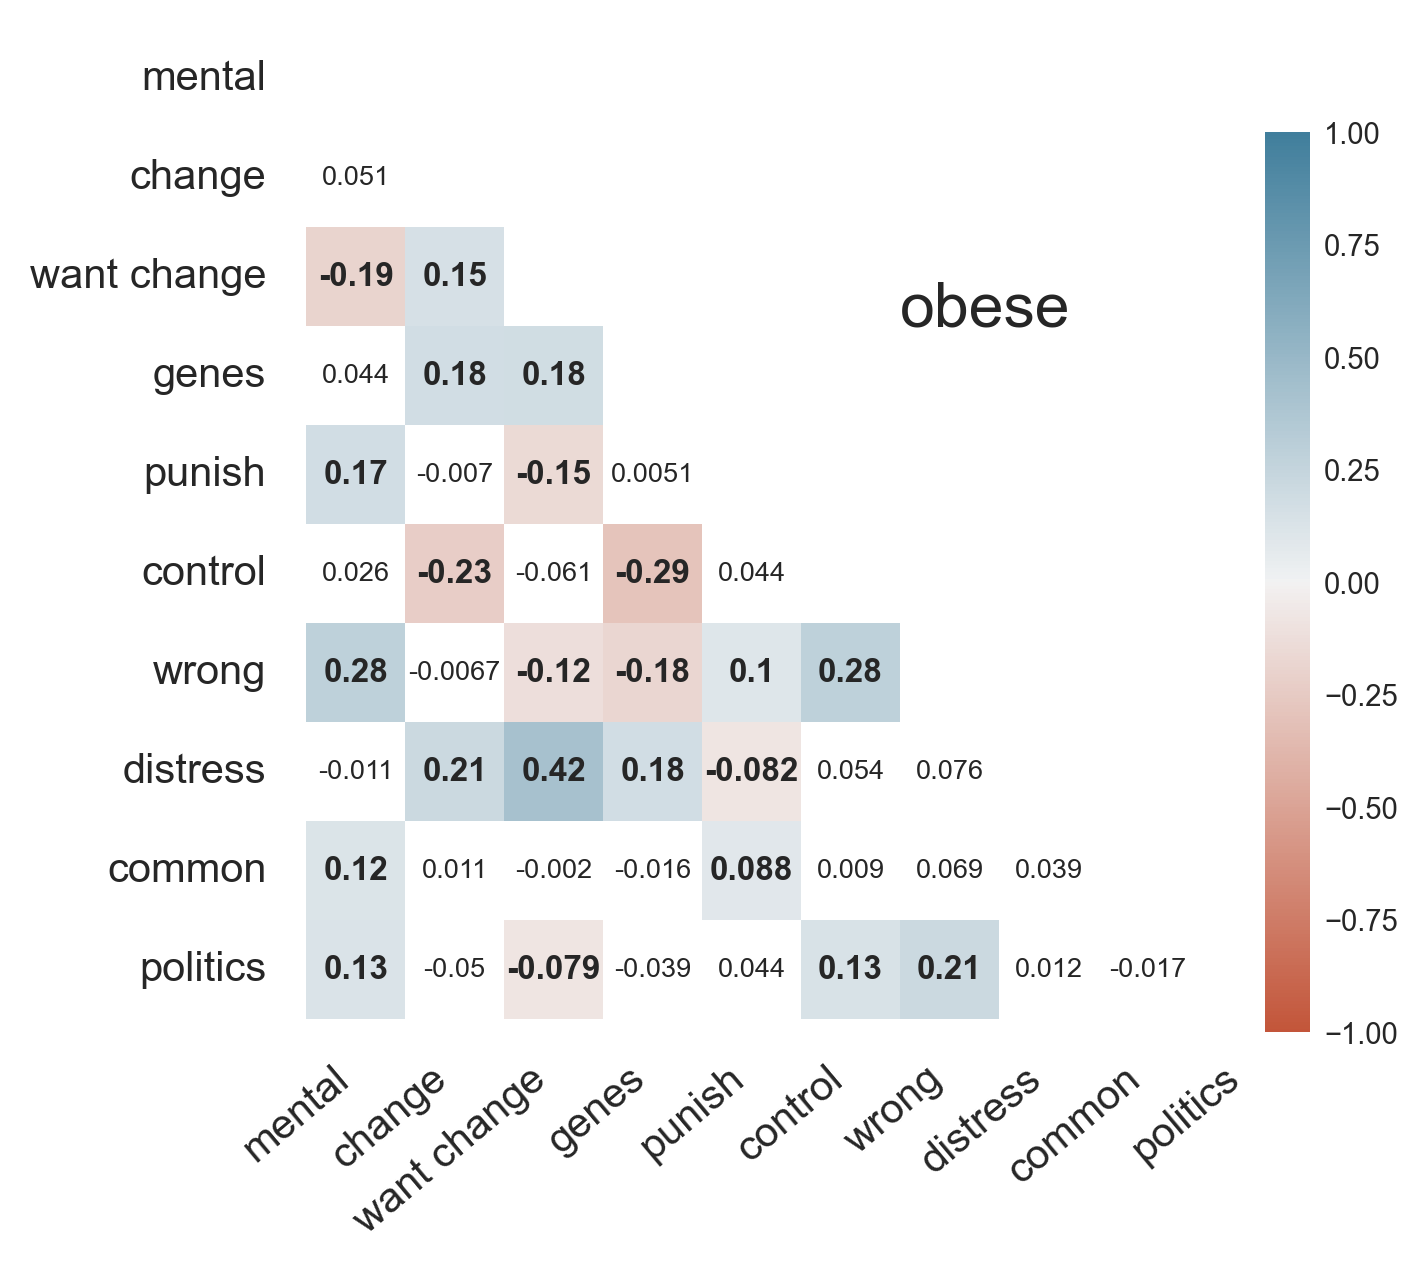 mental
1.00
change 0.051
0.75
want change -0.19 0.15
obese
genes 0.044 0.18 0.18
0.50
punish 0.17 -0.007 -0.15 0.0051
0.25
control 0.026 -0.23 -0.061 -0.29 0.044
0.00
wrong 0.28 -0.0067 -0.12 -0.18 0.1 0.28
−0.25
distress -0.011 0.21 0.42 0.18 -0.082 0.054 0.076
−0.50
common 0.12 0.011 -0.002 -0.016 0.088 0.009 0.069 0.039
−0.75
politics 0.13 -0.05 -0.079 -0.039 0.044 0.13 0.21 0.012 -0.017
−1.00
mental change want change genes punish control wrong distress common politics